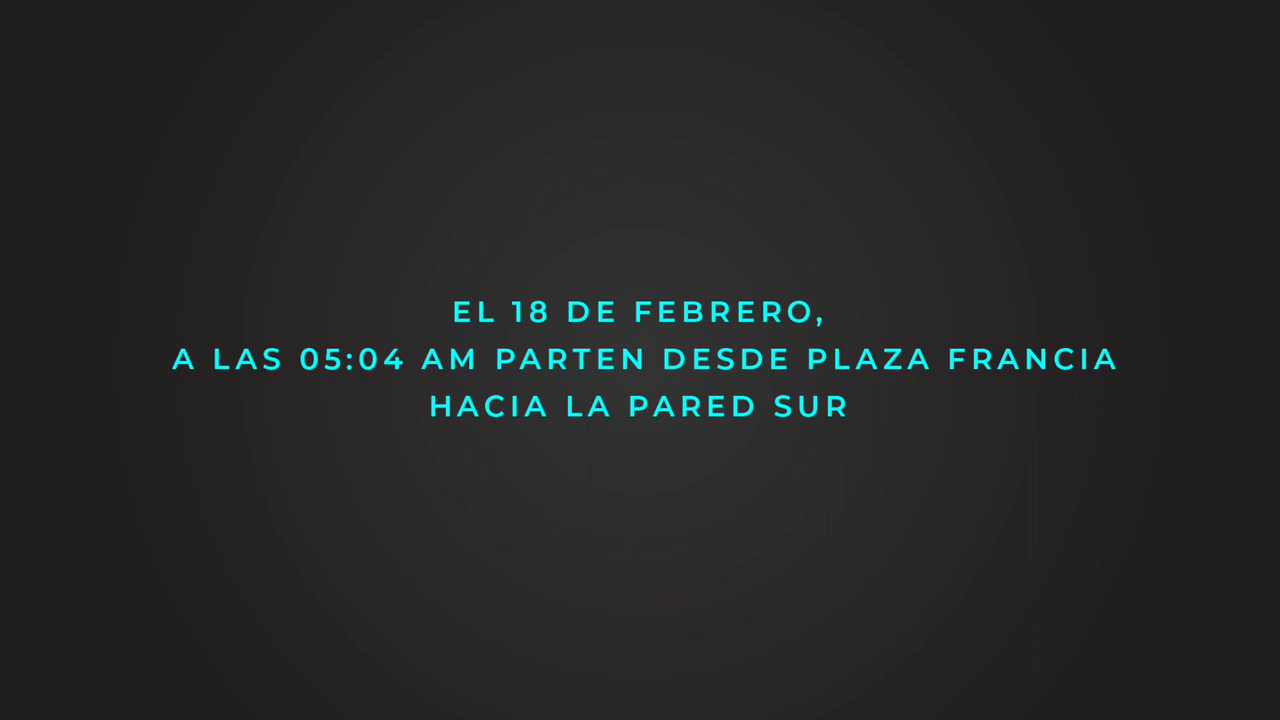 EL 18 DE FEBRERO,
A LAS 05:04 AM PARTEN DESDE PLAZA FRANCIA
HACIA LA PARED SUR